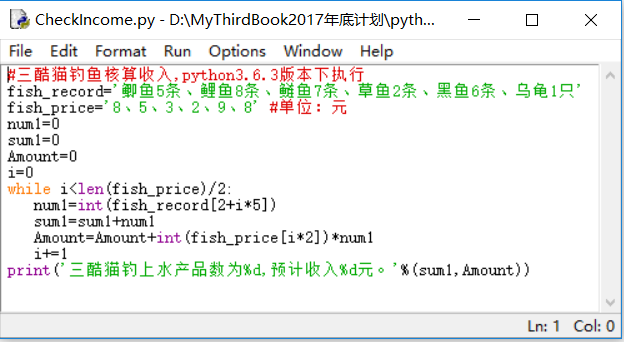 CheckIncome.py - D:\MyThirdBook2017年底计划\pyth...
File Edit Format Run Options Window Help
#三酷猫钓鱼核算收入,python3.6.3版本下执行
fish_record='鲫鱼5条、鲤鱼8条、鲢鱼7条、草鱼2条、黑鱼6条、乌龟1只'
fish_price='8、5、3、2、9、8' #单位：元
num1=0
sum1=0
Amount=0
i=0
while i<len(fish_price)/2:
   num1=int(fish_record[2+i*5])
   sum1=sum1+num1
   Amount=Amount+int(fish_price[i*2])*num1
   i+=1
print('三酷猫钓上水产品数为%d,预计收入%d元。'%(sum1,Amount))
Ln: 1 Col: 0